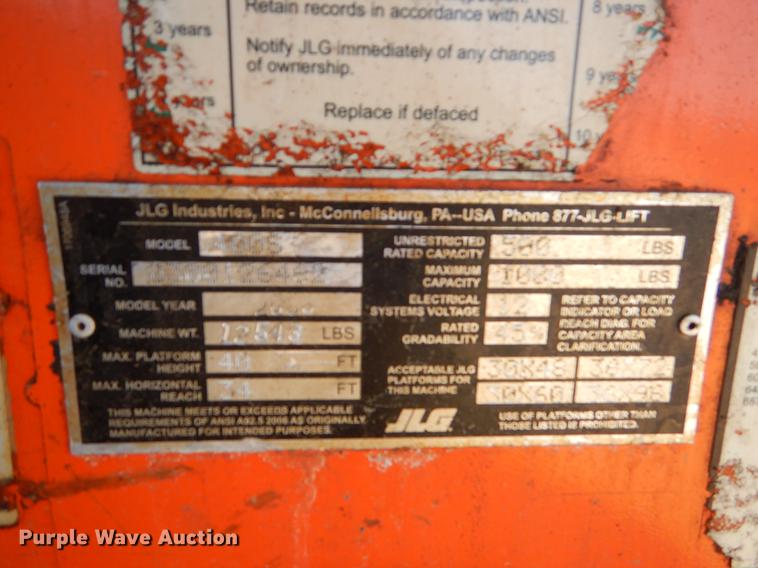 Retain records in accordance with ANSI.
3 years
8 years
Notify JLG immediately of any changes
of ownership.
9
Replace if defaced
10
JLG Industries, Inc - McConnellsburg, PA--USA Phone 877-JLG-LIFT
MODEL 400S
SERIAL NO.
MODEL YEAR
MACHINE WT. LBS
MAX. PLATFORM HEIGHT 40 FT
MAX. HORIZONTAL REACH 34 FT
THIS MACHINE MEETS OR EXCEEDS APPLICABLE
REQUIREMENTS OF ANSI A92.5 2006 AS ORIGINALLY
MANUFACTURED FOR INTENDED PURPOSES.
UNRESTRICTED RATED CAPACITY 500 LBS
MAXIMUM CAPACITY 1000 LBS
ELECTRICAL SYSTEMS VOLTAGE 12
RATED GRADABILITY 45%
REFER TO CAPACITY
INDICATOR OR LOAD
REACH DIAG. FOR
CAPACITY AREA
CLARIFICATION.
ACCEPTABLE JLG
PLATFORMS FOR
THIS MACHINE
30X48
30X60
JLG
USE OF PLATFORMS OTHER THAN
THOSE LISTED IS PROHIBITED.
Purple Wave Auction